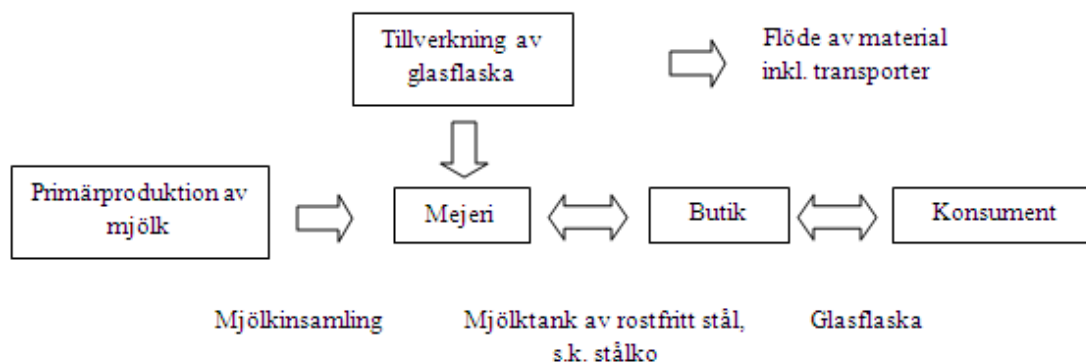 Tillverkning av
glasflaska
Flöde av material
inkl. transporter
Primärproduktion av
mjölk
Mejeri
Butik
Konsument
Mjölkinsamling
Mjölktank av rostfritt stål,
s.k. stålko
Glasflaska